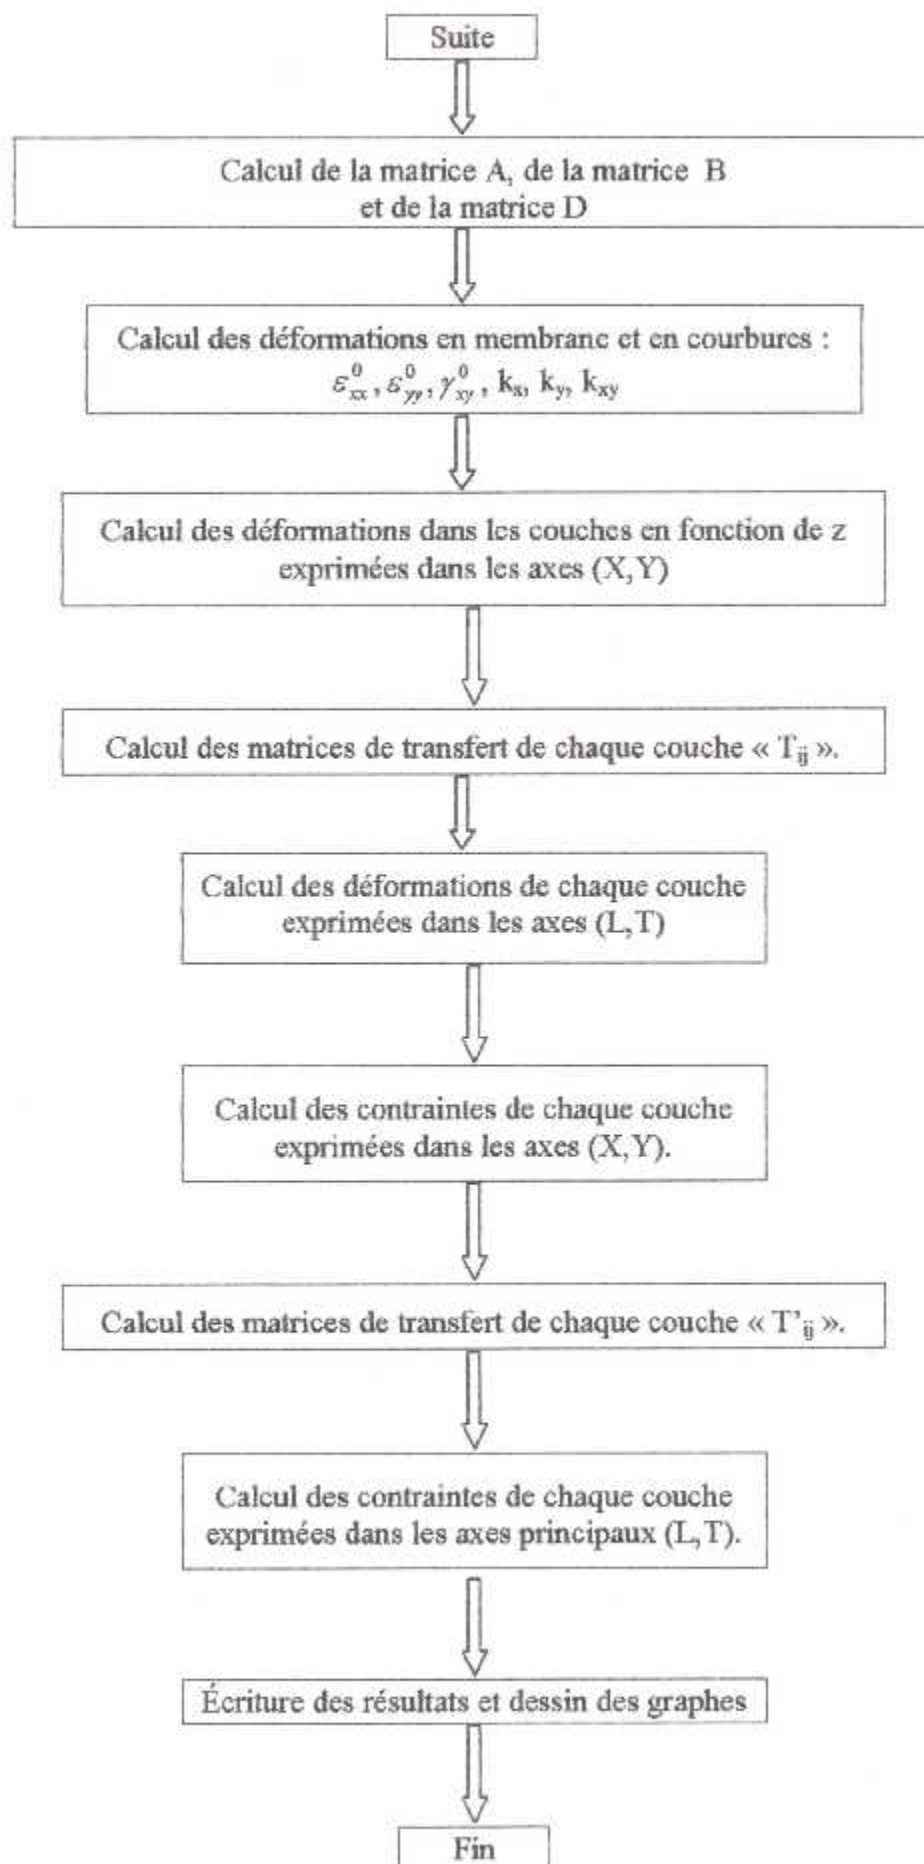 Suite
Calcul de la matrice A, de la matrice B
et de la matrice D
Calcul des déformations en membrane et en courbures :
ε⁰ₓₓ, ε⁰yy, γ⁰xy, kₓ, ky, kxy
Calcul des déformations dans les couches en fonction de z
exprimées dans les axes (X,Y)
Calcul des matrices de transfert de chaque couche « Tij ».
Calcul des déformations de chaque couche
exprimées dans les axes (L,T)
Calcul des contraintes de chaque couche
exprimées dans les axes (X,Y).
Calcul des matrices de transfert de chaque couche « T’ij ».
Calcul des contraintes de chaque couche
exprimées dans les axes principaux (L,T).
Écriture des résultats et dessin des graphes
Fin